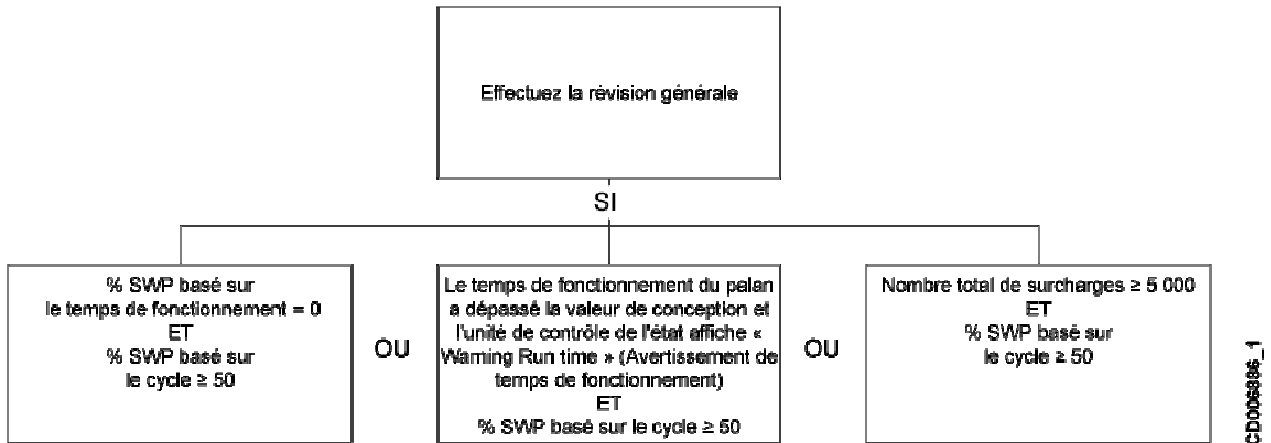 Effectuez la révision générale
SI
% SWP basé sur
le temps de fonctionnement = 0
ET
% SWP basé sur
le cycle ≥ 50
OU
Le temps de fonctionnement du palan
a dépassé la valeur de conception et
l'unité de contrôle de l'état affiche «
Warning Run time » (Avertissement de
temps de fonctionnement)
ET
% SWP basé sur le cycle ≥ 50
OU
Nombre total de surcharges ≥ 5 000
ET
% SWP basé sur
le cycle ≥ 50
CD006886_1